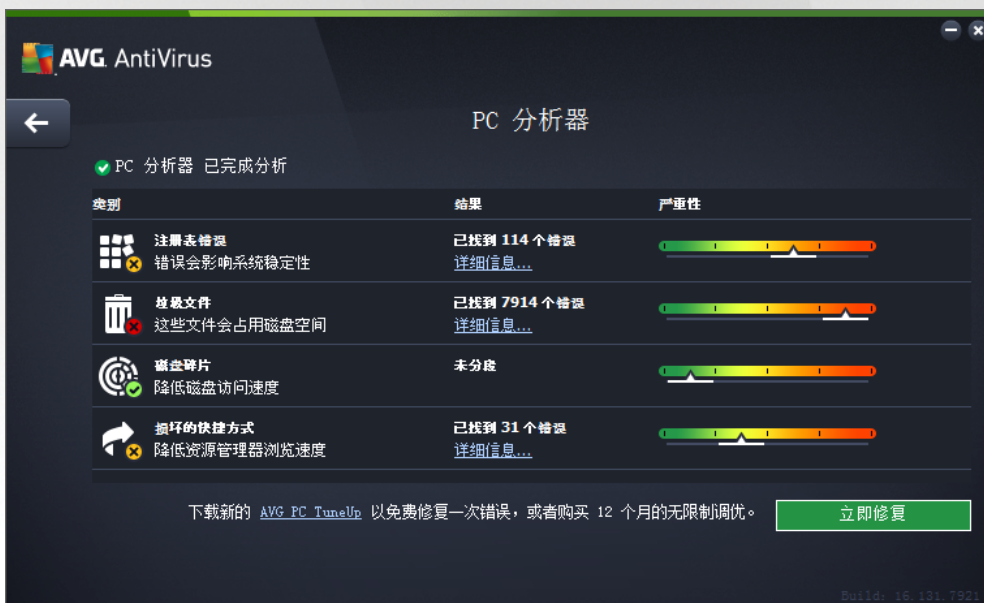 AVG. AntiVirus
PC 分析器
PC 分析器 已完成分析
类别 结果 严重性
注册表错误 已找到 114 个错误
错误会影响系统稳定性 详细信息...
垃圾文件 已找到 7914 个错误
这些文件会占用磁盘空间 详细信息...
磁盘碎片 未分段
降低磁盘访问速度
损坏的快捷方式 已找到 31 个错误
降低资源管理器浏览速度 详细信息...
下载新的 AVG PC TuneUp 以免费修复一次错误，或者购买 12 个月的无限制调优。 立即修复
Build: 16.131.7921